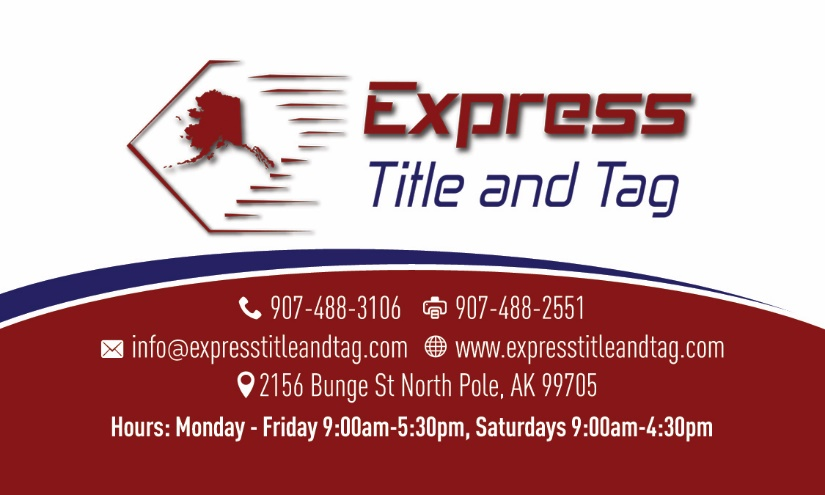 Express
Title and Tag
907-488-3106 907-488-2551
info@expresstitleandtag.com www.expresstitleandtag.com
2156 Bunge St North Pole, AK 99705
Hours: Monday - Friday 9:00am-5:30pm, Saturdays 9:00am-4:30pm